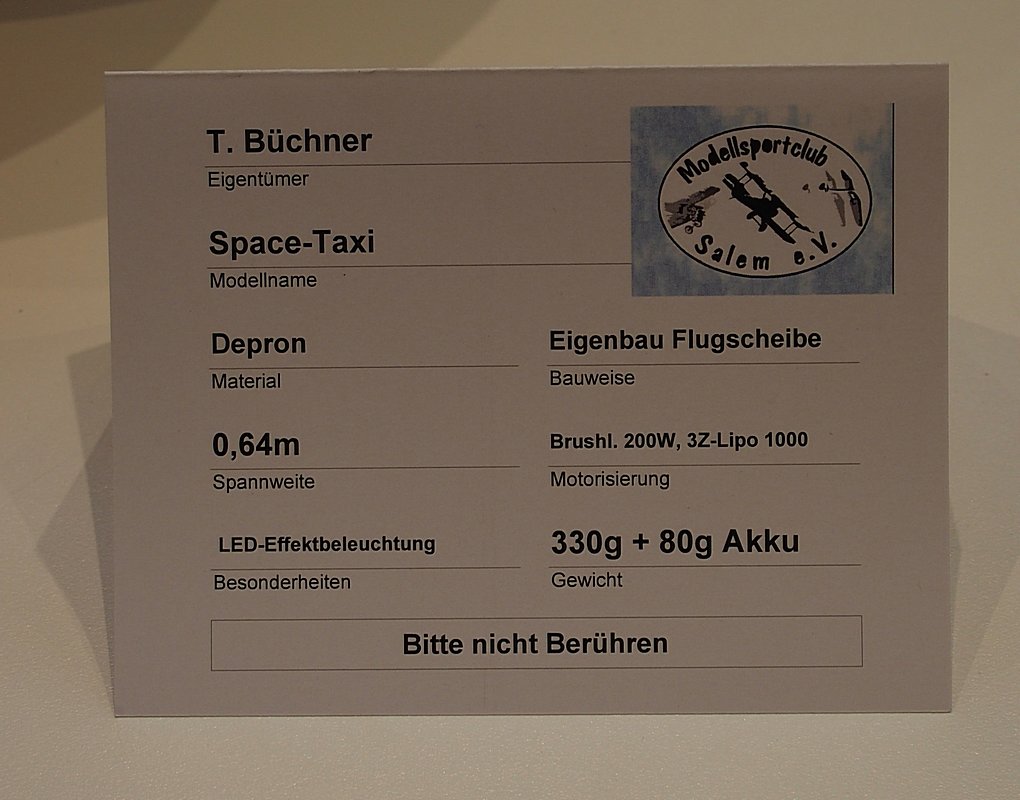 T. Büchner
Eigentümer
Modellsportclub
Salem e.V.
Space-Taxi
Modellname
Depron
Material
Eigenbau Flugscheibe
Bauweise
0,64m
Spannweite
Brushl. 200W, 3Z-Lipo 1000
Motorisierung
LED-Effektbeleuchtung
Besonderheiten
330g + 80g Akku
Gewicht
Bitte nicht Berühren